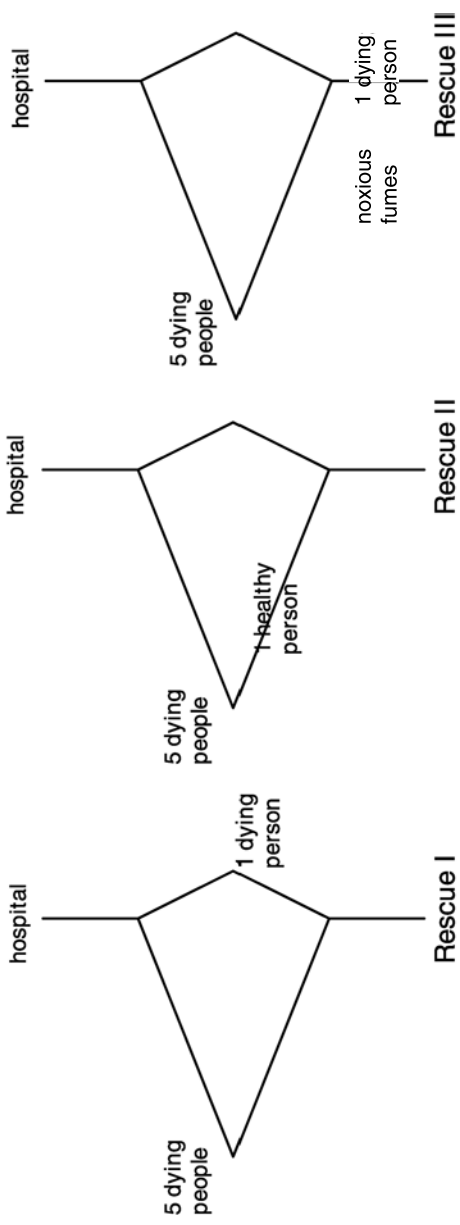 hospital
5 dying
people
1 dying
person
Rescue I
hospital
5 dying
people
1 healthy
person
Rescue II
hospital
5 dying
people
noxious
fumes
1 dying
person
Rescue III